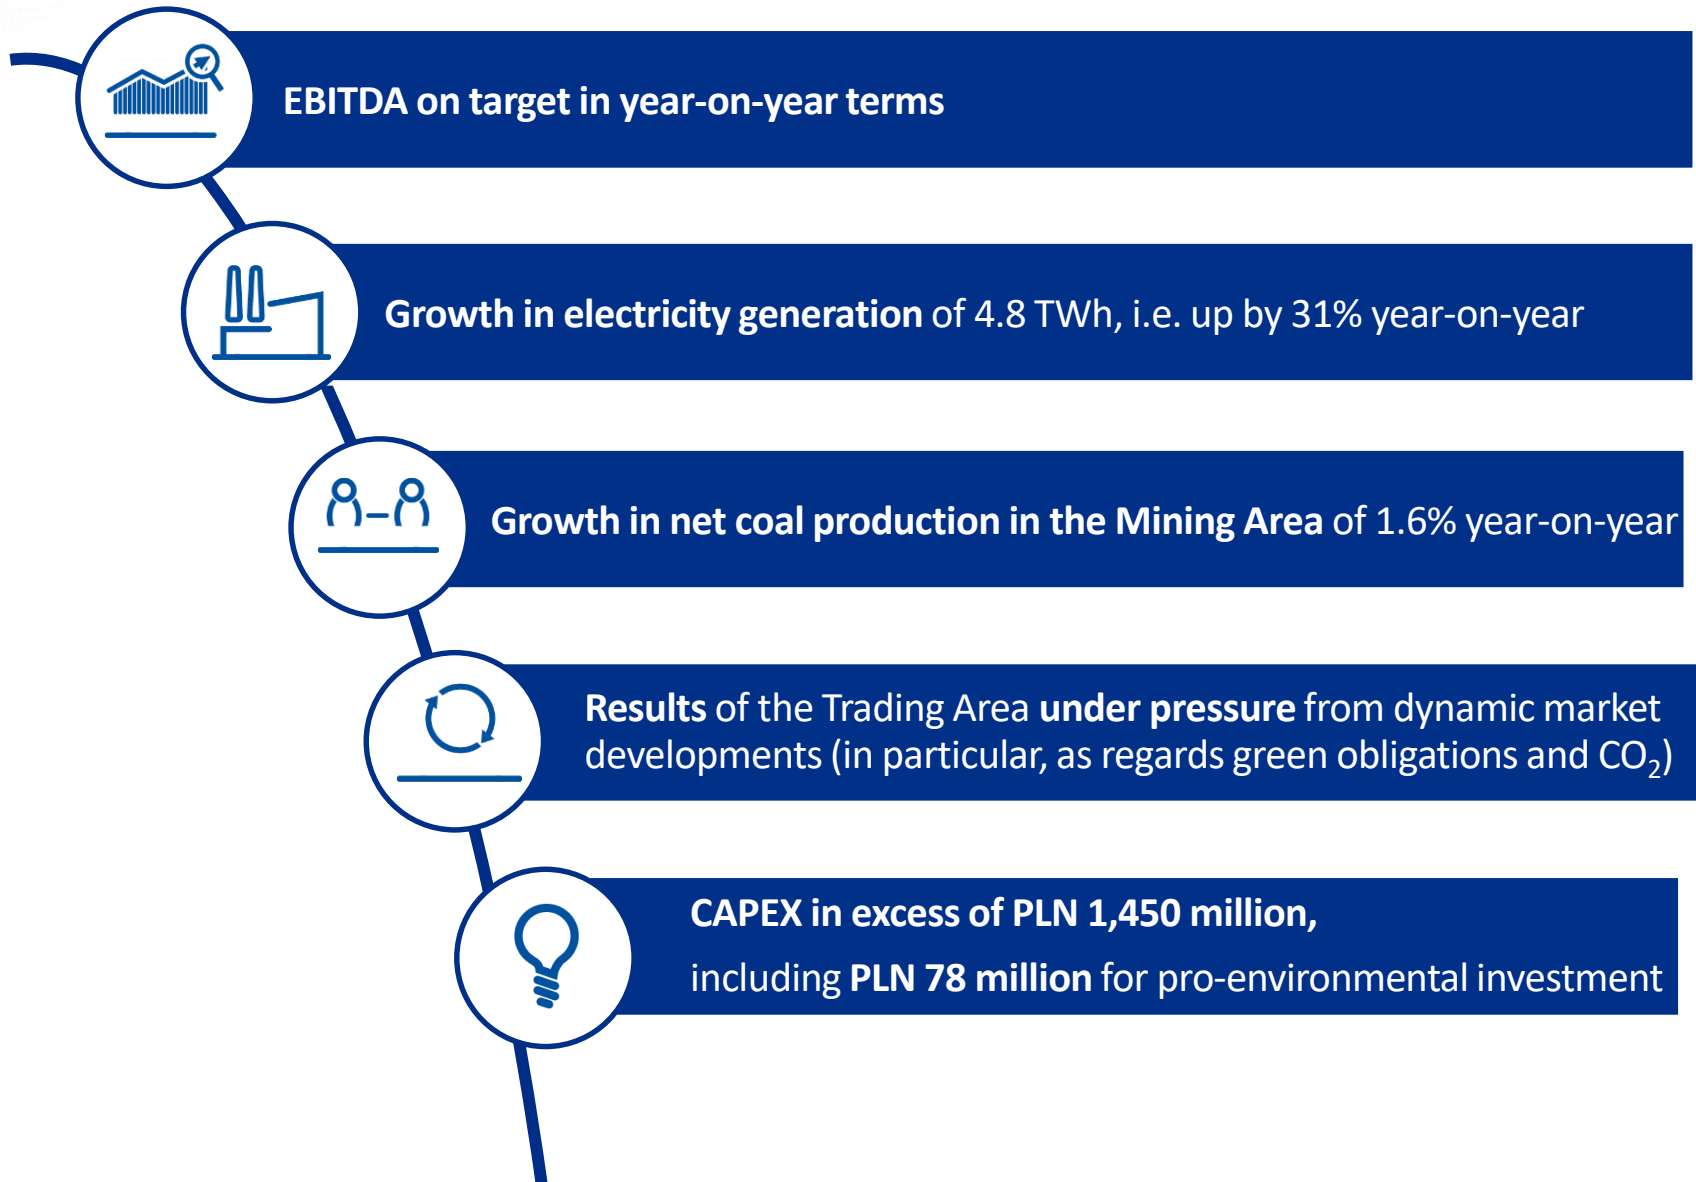 EBITDA on target in year-on-year terms
Growth in electricity generation of 4.8 TWh, i.e. up by 31% year-on-year
Growth in net coal production in the Mining Area of 1.6% year-on-year
Results of the Trading Area under pressure from dynamic market
developments (in particular, as regards green obligations and CO₂)
CAPEX in excess of PLN 1,450 million,
including PLN 78 million for pro-environmental investment